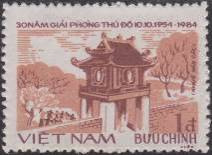 30 NĂM GIẢI PHÓNG THỦ ĐÔ 10.10.1954-1984
1đ
VIỆT NAM BƯU CHÍNH